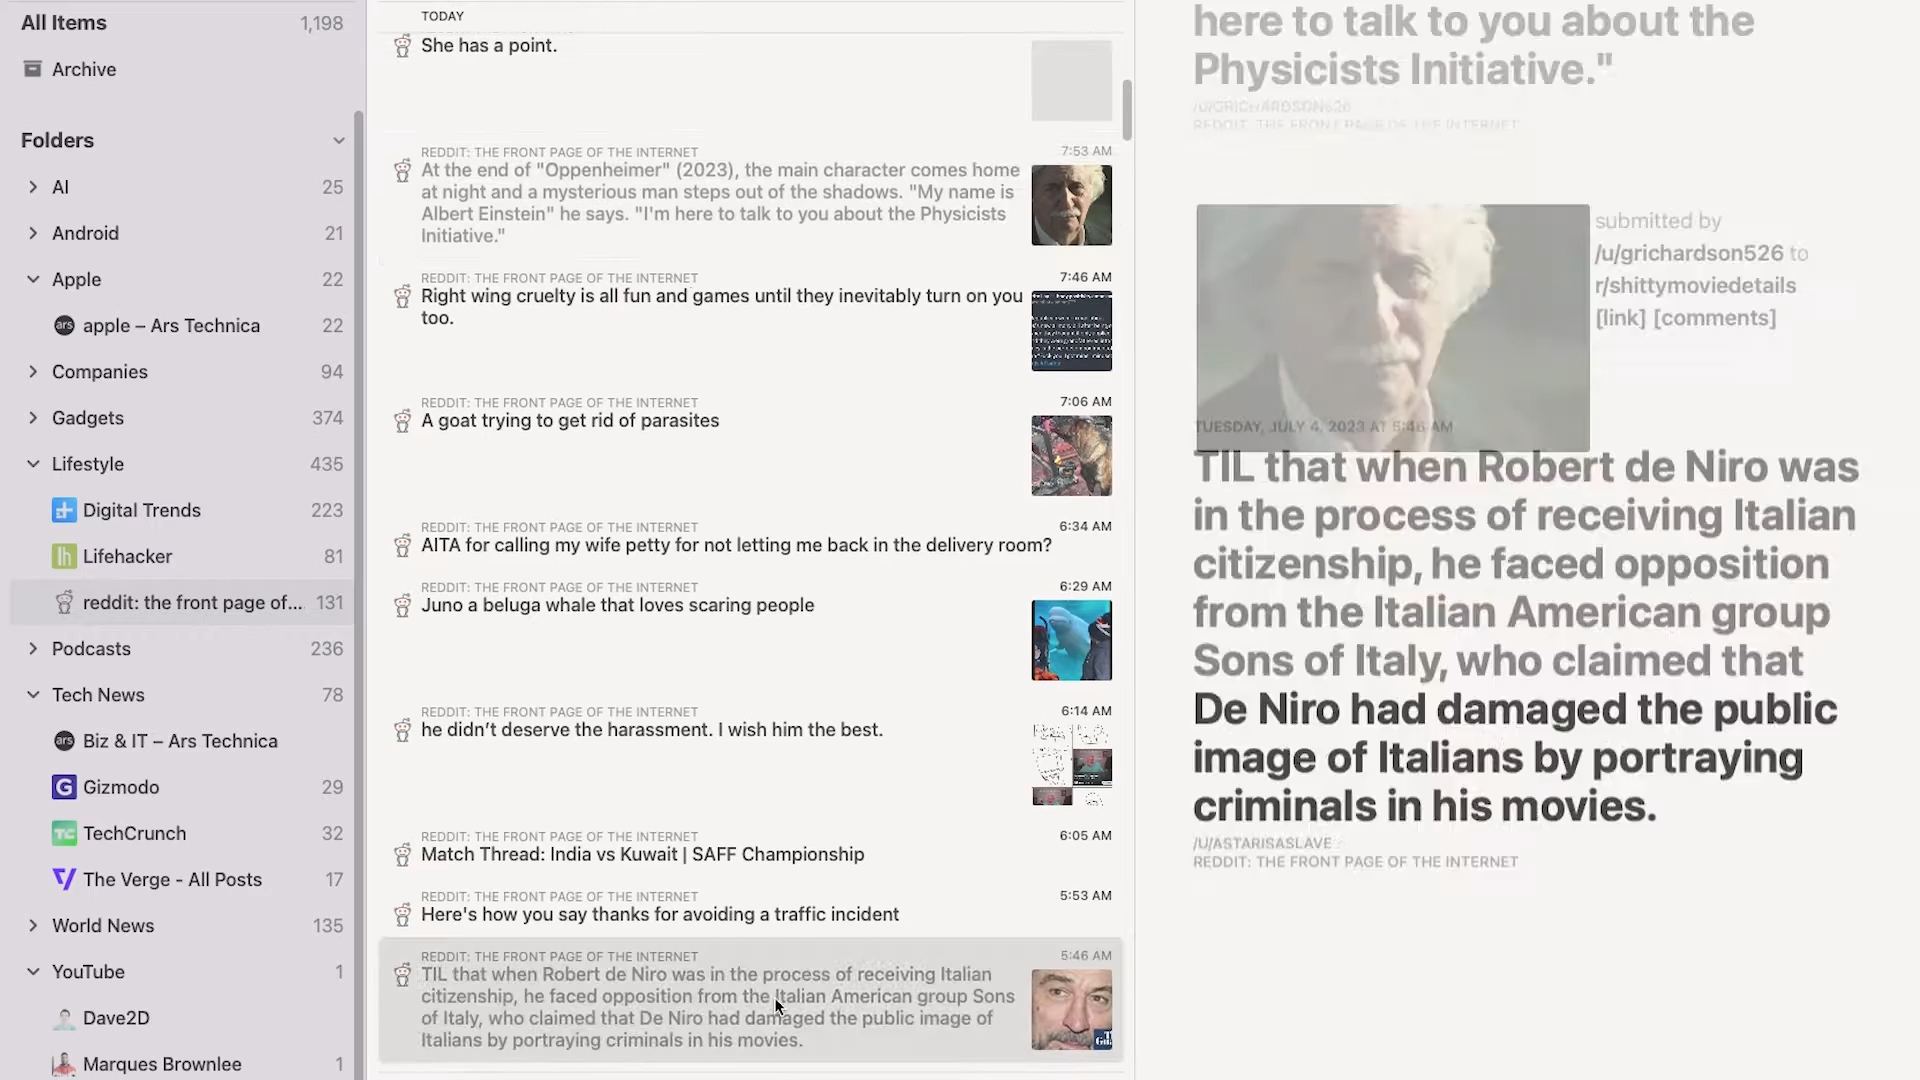 All Items 1,198
Archive
Folders
AI 25
Android 21
Apple 22
apple – Ars Technica 22
Companies 94
Gadgets 374
Lifestyle 435
Digital Trends 223
Lifehacker 81
reddit: the front page of... 131
Podcasts 236
Tech News 78
Biz & IT – Ars Technica
Gizmodo 29
TechCrunch 32
The Verge - All Posts 17
World News 135
YouTube 1
Dave2D
Marques Brownlee 1
TODAY
She has a point.
REDDIT: THE FRONT PAGE OF THE INTERNET 7:53 AM
At the end of "Oppenheimer" (2023), the main character comes home
at night and a mysterious man steps out of the shadows. "My name is
Albert Einstein" he says. "I'm here to talk to you about the Physicists
Initiative."
REDDIT: THE FRONT PAGE OF THE INTERNET 7:46 AM
Right wing cruelty is all fun and games until they inevitably turn on you
too.
REDDIT: THE FRONT PAGE OF THE INTERNET 7:06 AM
A goat trying to get rid of parasites
REDDIT: THE FRONT PAGE OF THE INTERNET 6:34 AM
AITA for calling my wife petty for not letting me back in the delivery room?
REDDIT: THE FRONT PAGE OF THE INTERNET 6:29 AM
Juno a beluga whale that loves scaring people
REDDIT: THE FRONT PAGE OF THE INTERNET 6:14 AM
he didn’t deserve the harassment. I wish him the best.
REDDIT: THE FRONT PAGE OF THE INTERNET 6:05 AM
Match Thread: India vs Kuwait | SAFF Championship
REDDIT: THE FRONT PAGE OF THE INTERNET 5:53 AM
Here's how you say thanks for avoiding a traffic incident
REDDIT: THE FRONT PAGE OF THE INTERNET 5:46 AM
TIL that when Robert de Niro was in the process of receiving Italian
citizenship, he faced opposition from the Italian American group Sons
of Italy, who claimed that De Niro had damaged the public image of
Italians by portraying criminals in his movies.
here to talk to you about the
Physicists Initiative."
/U/GRICHARDSON526
REDDIT: THE FRONT PAGE OF THE INTERNET
submitted by
/u/grichardson526 to
r/shittymoviedetails
[link] [comments]
TUESDAY, JULY 4, 2023 AT 5:46 AM
TIL that when Robert de Niro was
in the process of receiving Italian
citizenship, he faced opposition
from the Italian American group
Sons of Italy, who claimed that
De Niro had damaged the public
image of Italians by portraying
criminals in his movies.
/U/ASTARISASLAVE
REDDIT: THE FRONT PAGE OF THE INTERNET